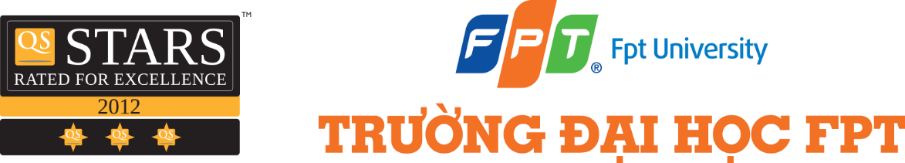 QS STARS™
RATED FOR EXCELLENCE
2012
QS QS QS
FPT® Fpt University
TRƯỜNG ĐẠI HỌC FPT